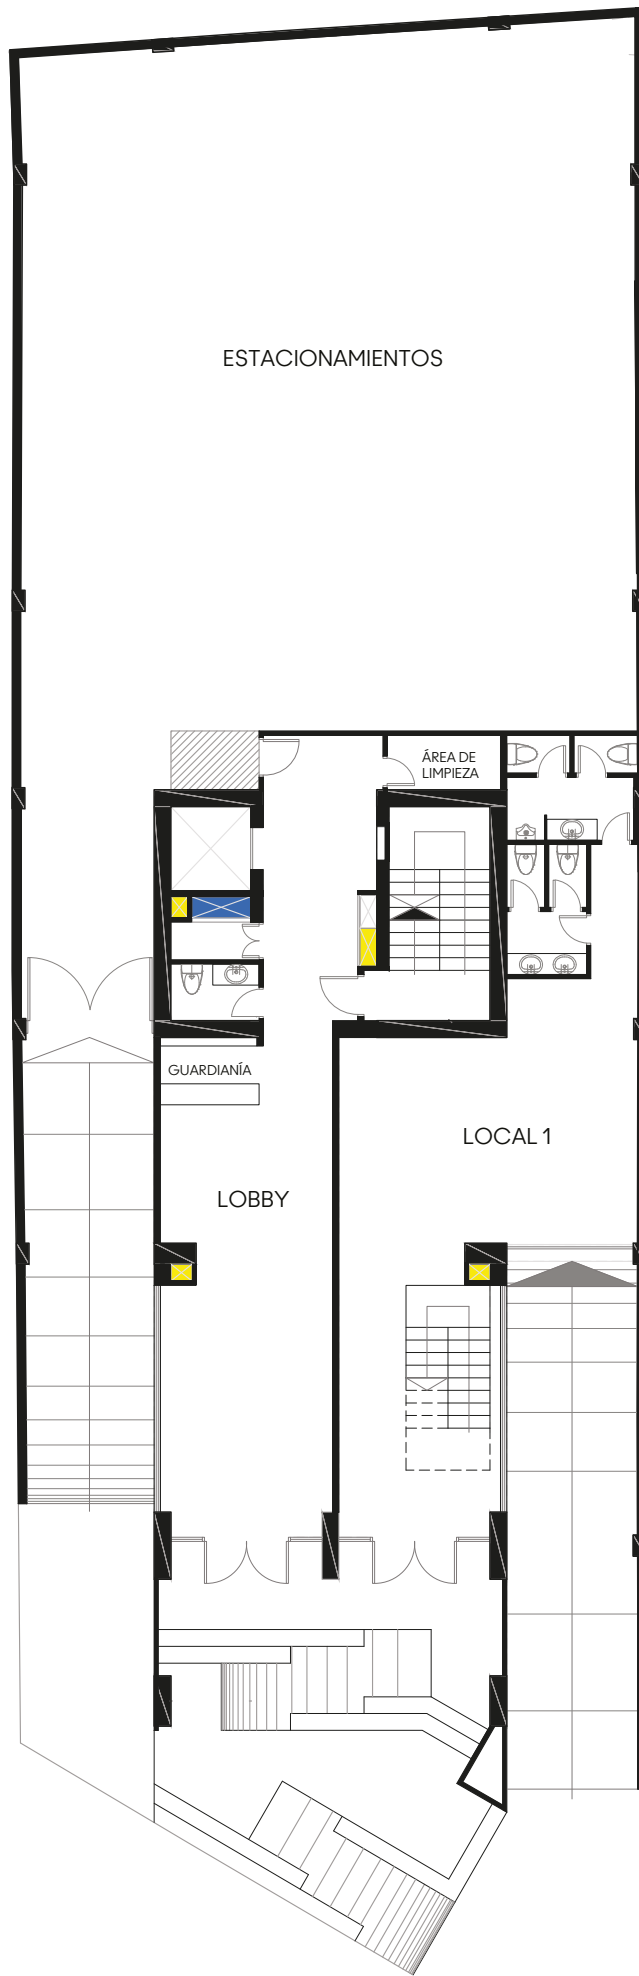 ESTACIONAMIENTOS
ÁREA DE
LIMPIEZA
GUARDIANÍA
LOCAL 1
LOBBY